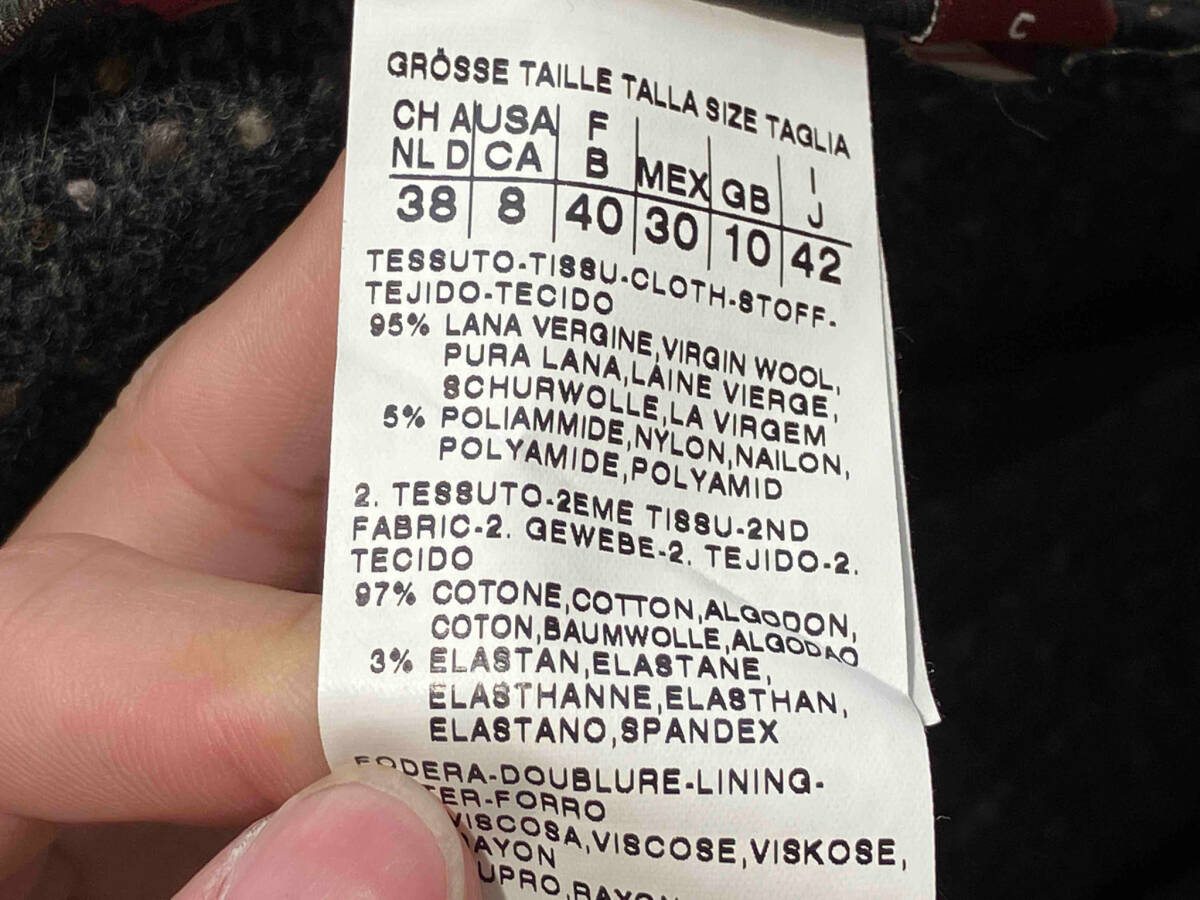 C
GRÖSSE TAILLE TALLA SIZE TAGLIA
CH A USA F MEX GB I
NL D CA B J
38 8 40 30 10 42
TESSUTO-TISSU-CLOTH-STOFF-
TEJIDO-TECIDO
95% LANA VERGINE,VIRGIN WOOL,
PURA LANA,LAINE VIERGE,
SCHURWOLLE,LA VIRGEM
5% POLIAMMIDE,NYLON,NAILON,
POLYAMIDE,POLYAMID
2. TESSUTO-2EME TISSU-2ND
FABRIC-2. GEWEBE-2. TEJIDO-2.
TECIDO
97% COTONE,COTTON,ALGODON,
COTON,BAUMWOLLE,ALGODAO
3% ELASTAN,ELASTANE,
ELASTHANNE,ELASTHAN,
ELASTANO,SPANDEX
FODERA-DOUBLURE-LINING-
TER-FORRO
VISCOSA,VISCOSE,VISKOSE,
RAYON
UPRO,RAYON